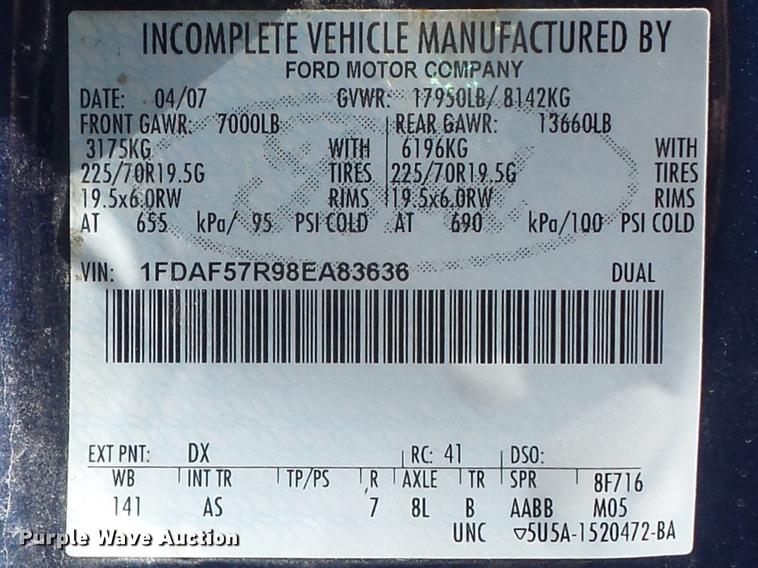 INCOMPLETE VEHICLE MANUFACTURED BY
FORD MOTOR COMPANY
DATE: 04/07 GVWR: 17950LB/ 8142KG
FRONT GAWR: 7000LB REAR GAWR: 13660LB
3175KG WITH 6196KG WITH
225/70R19.5G TIRES 225/70R19.5G TIRES
19.5x6.0RW RIMS 19.5x6.0RW RIMS
AT 655 kPa/ 95 PSI COLD AT 690 kPa/100 PSI COLD
VIN: 1FDAF57R98EA83636 DUAL
EXT PNT: DX RC: 41 DSO:
WB INT TR TP/PS R AXLE TR SPR 8F716
141 AS 7 8L B AABB M05
UNC ▽5U5A-1520472-BA
Purple Wave Auction